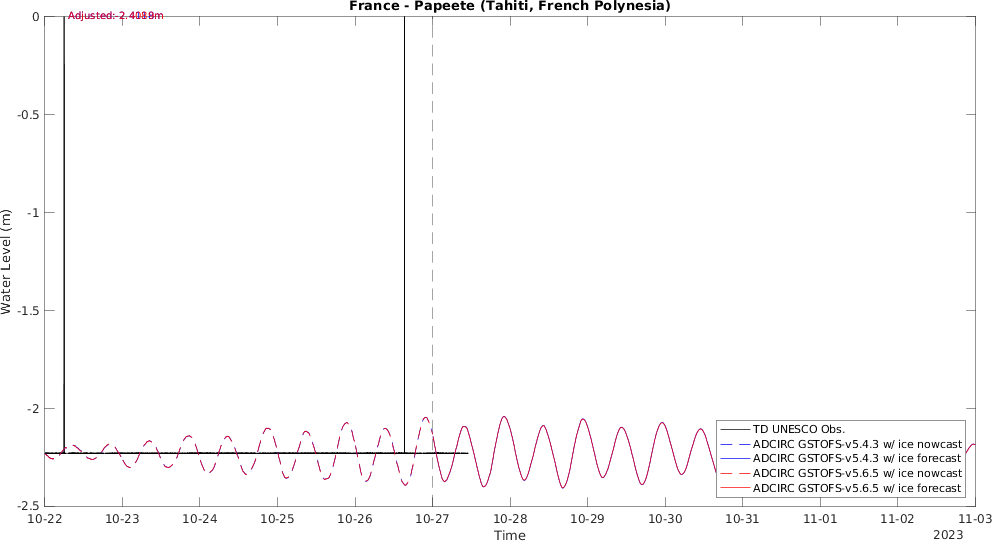 France - Papeete (Tahiti, French Polynesia)
Water Level (m)
0
-0.5
-1
-1.5
-2
-2.5
Adjusted:
TD UNESCO Obs.
ADCIRC GSTOFS-v5.4.3 w/ ice nowcast
ADCIRC GSTOFS-v5.4.3 w/ ice forecast
ADCIRC GSTOFS-v5.6.5 w/ ice nowcast
ADCIRC GSTOFS-v5.6.5 w/ ice forecast
10-22 10-23 10-24 10-25 10-26 10-27 10-28 10-29 10-30 10-31 11-01 11-02 11-03
Time
2023